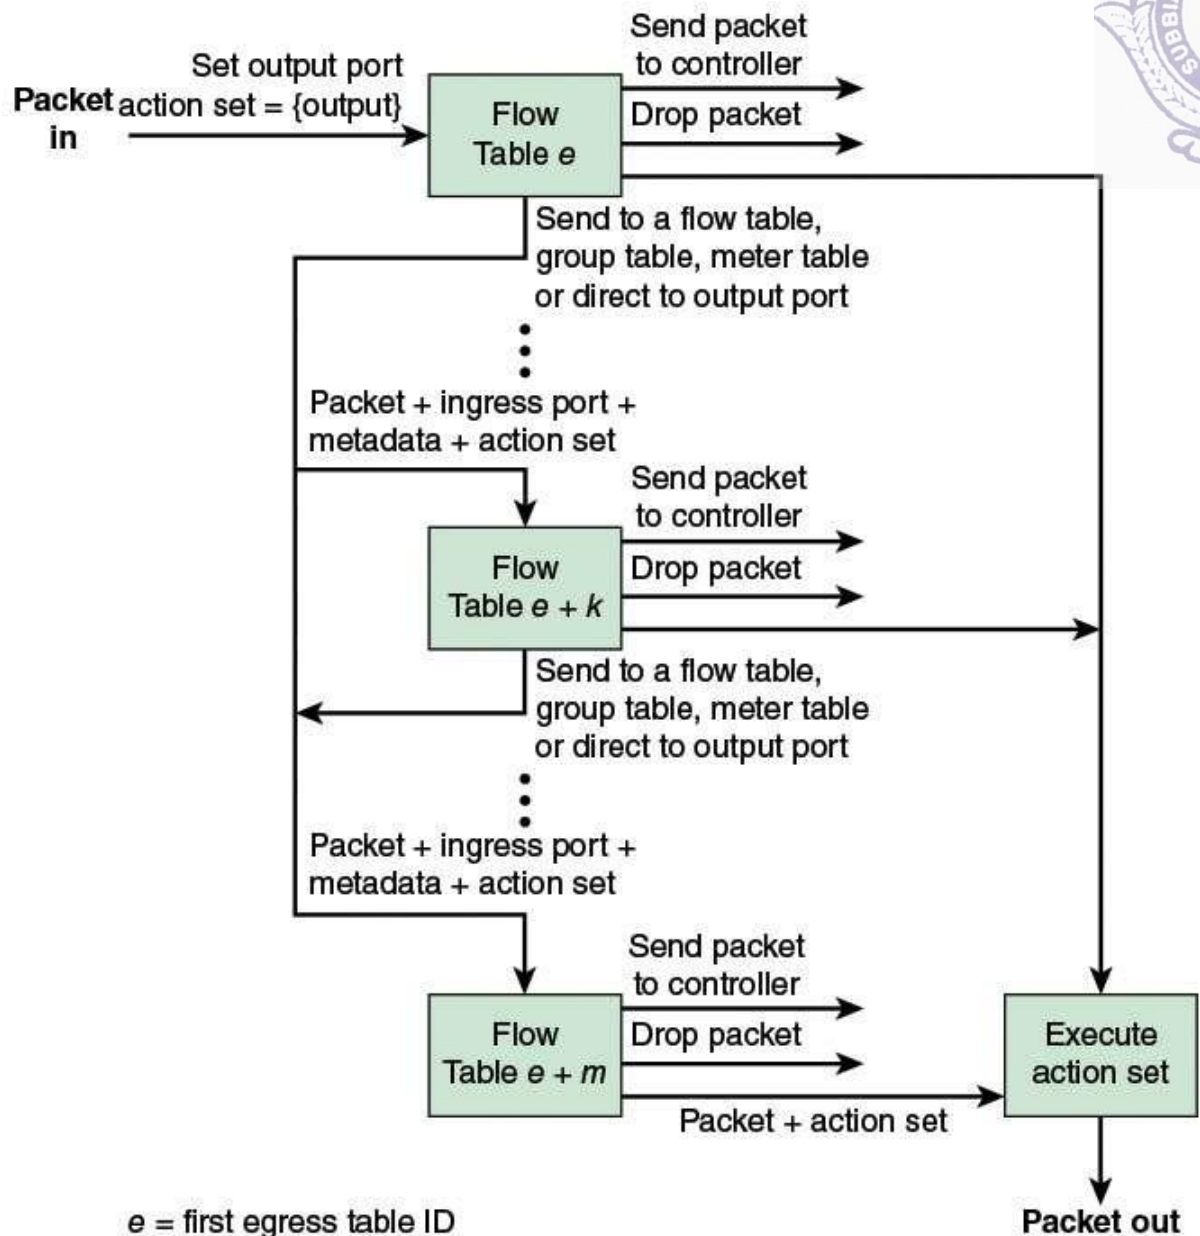 Set output port
Packet action set = {output}
in
Flow
Table e
Send packet
to controller
Drop packet
Send to a flow table,
group table, meter table
or direct to output port
Packet + ingress port +
metadata + action set
Flow
Table e + k
Send packet
to controller
Drop packet
Send to a flow table,
group table, meter table
or direct to output port
Packet + ingress port +
metadata + action set
Flow
Table e + m
Send packet
to controller
Drop packet
Packet + action set
Execute
action set
Packet out
e = first egress table ID